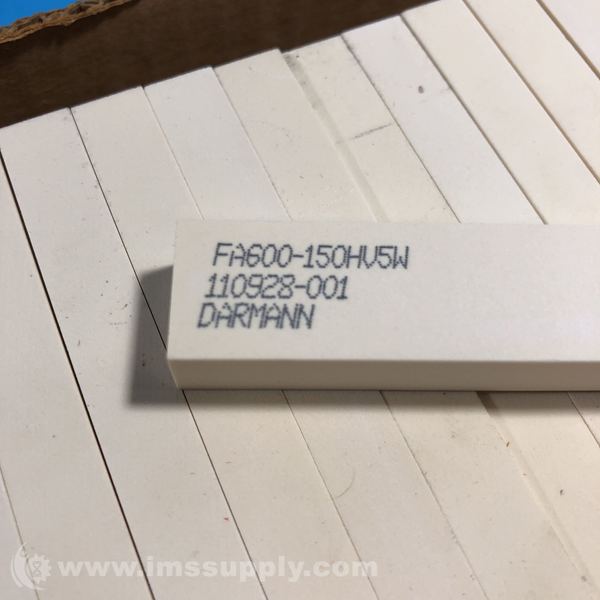 FA600-150HV5W
110928-001
DARMANN
www.imssupply.com